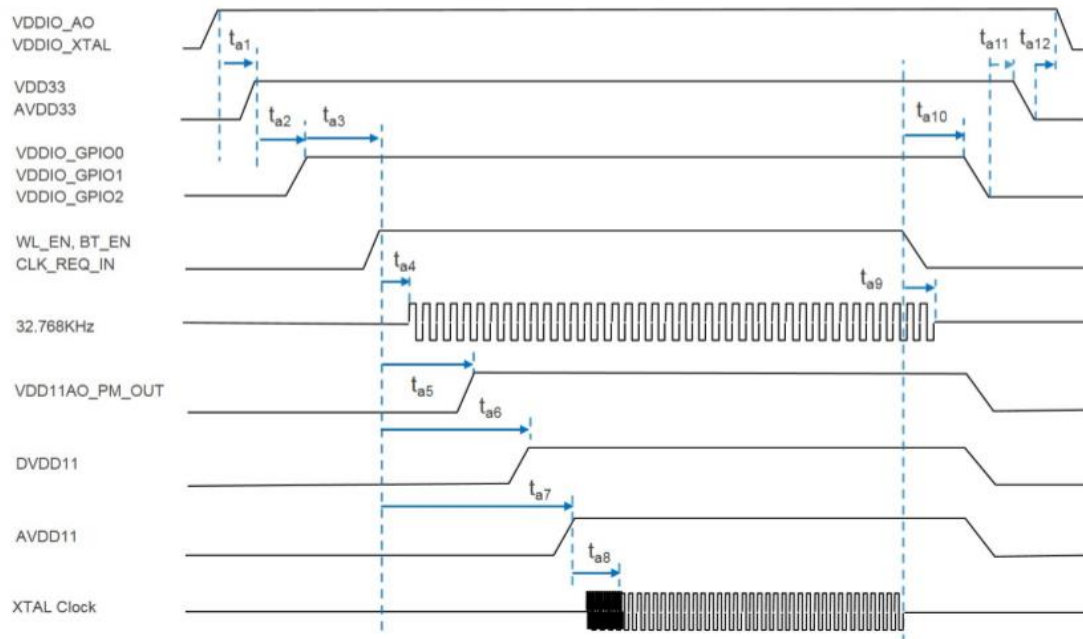 VDDIO_AO
VDDIO_XTAL
ta11
ta12
ta1
VDD33
AVDD33
ta2
ta3
ta10
VDDIO_GPIO0
VDDIO_GPIO1
VDDIO_GPIO2
WL_EN, BT_EN
CLK_REQ_IN
ta4
ta9
32.768KHz
VDD11AO_PM_OUT
ta5
ta6
DVDD11
ta7
AVDD11
ta8
XTAL Clock